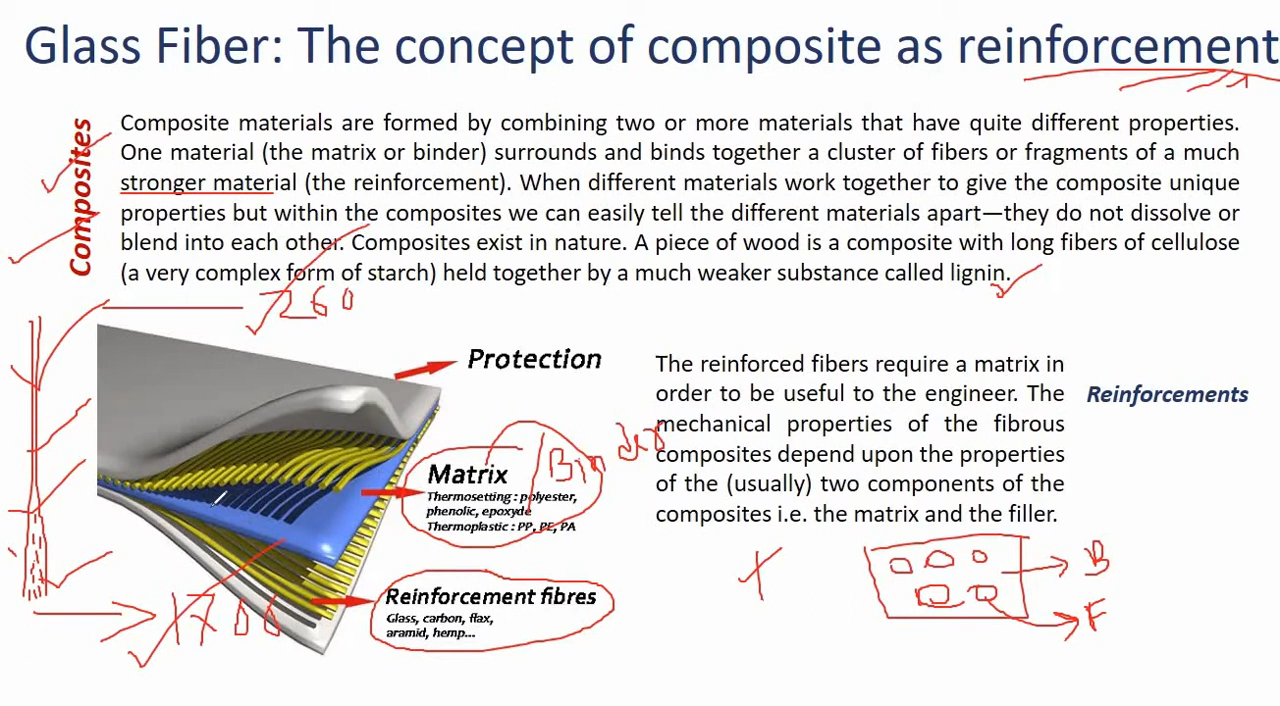 Glass Fiber: The concept of composite as reinforcement
Composites
Composite materials are formed by combining two or more materials that have quite different properties.
One material (the matrix or binder) surrounds and binds together a cluster of fibers or fragments of a much
stronger material (the reinforcement). When different materials work together to give the composite unique
properties but within the composites we can easily tell the different materials apart—they do not dissolve or
blend into each other. Composites exist in nature. A piece of wood is a composite with long fibers of cellulose
(a very complex form of starch) held together by a much weaker substance called lignin.
260
Protection
Matrix
Binder
Thermosetting : polyester,
phenolic, epoxyde
Thermoplastic : PP, PE, PA
Reinforcement fibres
Glass, carbon, flax,
aramid, hemp...
1700
The reinforced fibers require a matrix in
order to be useful to the engineer. The
mechanical properties of the fibrous
composites depend upon the properties
of the (usually) two components of the
composites i.e. the matrix and the filler.
Reinforcements
B
F